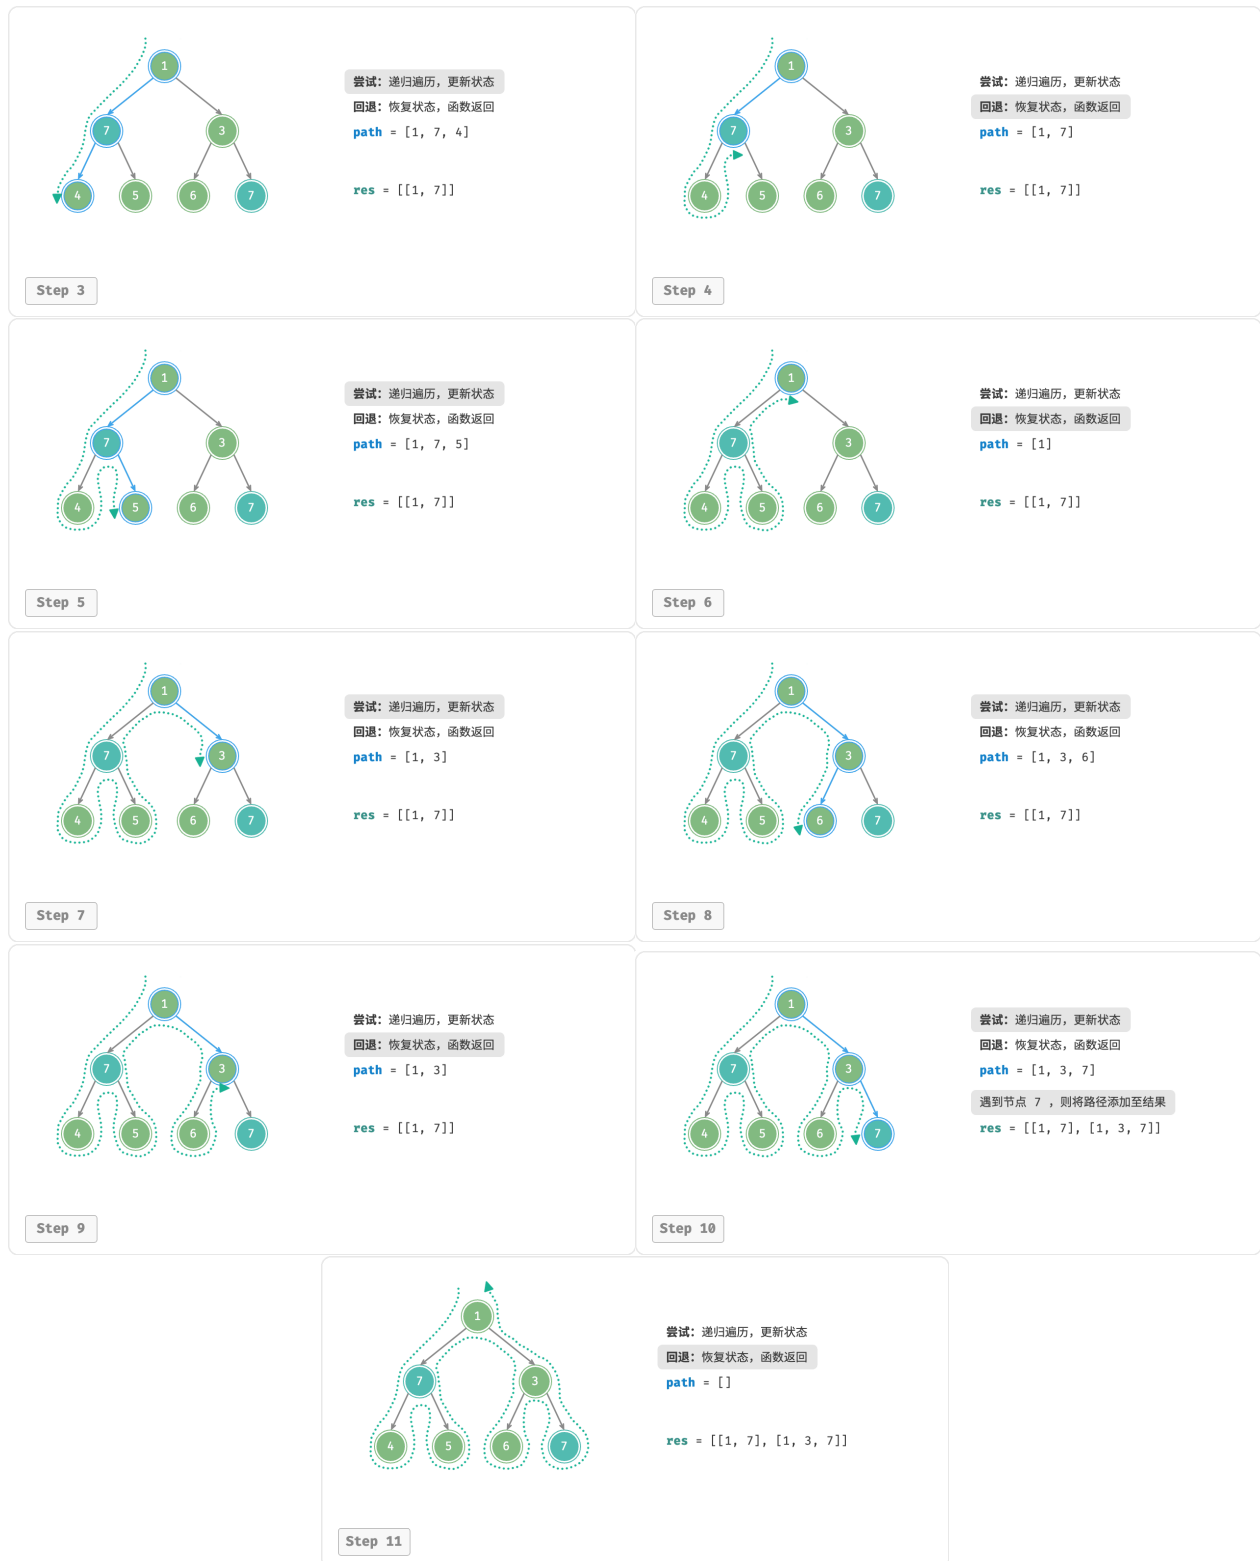 1
尝试：递归遍历，更新状态
回退：恢复状态，函数返回
7
3
path = [1, 7, 4]
4
5
6
7
res = [[1, 7]]
Step 3
1
尝试：递归遍历，更新状态
回退：恢复状态，函数返回
7
3
path = [1, 7]
4
5
6
7
res = [[1, 7]]
Step 4
1
尝试：递归遍历，更新状态
回退：恢复状态，函数返回
7
3
path = [1, 7, 5]
4
5
6
7
res = [[1, 7]]
Step 5
1
尝试：递归遍历，更新状态
回退：恢复状态，函数返回
7
3
path = [1]
4
5
6
7
res = [[1, 7]]
Step 6
1
尝试：递归遍历，更新状态
回退：恢复状态，函数返回
7
3
path = [1, 3]
4
5
6
7
res = [[1, 7]]
Step 7
1
尝试：递归遍历，更新状态
回退：恢复状态，函数返回
7
3
path = [1, 3, 6]
4
5
6
7
res = [[1, 7]]
Step 8
1
尝试：递归遍历，更新状态
回退：恢复状态，函数返回
7
3
path = [1, 3]
4
5
6
7
res = [[1, 7]]
Step 9
1
尝试：递归遍历，更新状态
回退：恢复状态，函数返回
7
3
path = [1, 3, 7]
遇到节点 7 ，则将路径添加至结果
4
5
6
7
res = [[1, 7], [1, 3, 7]]
Step 10
1
尝试：递归遍历，更新状态
回退：恢复状态，函数返回
7
3
path = []
4
5
6
7
res = [[1, 7], [1, 3, 7]]
Step 11